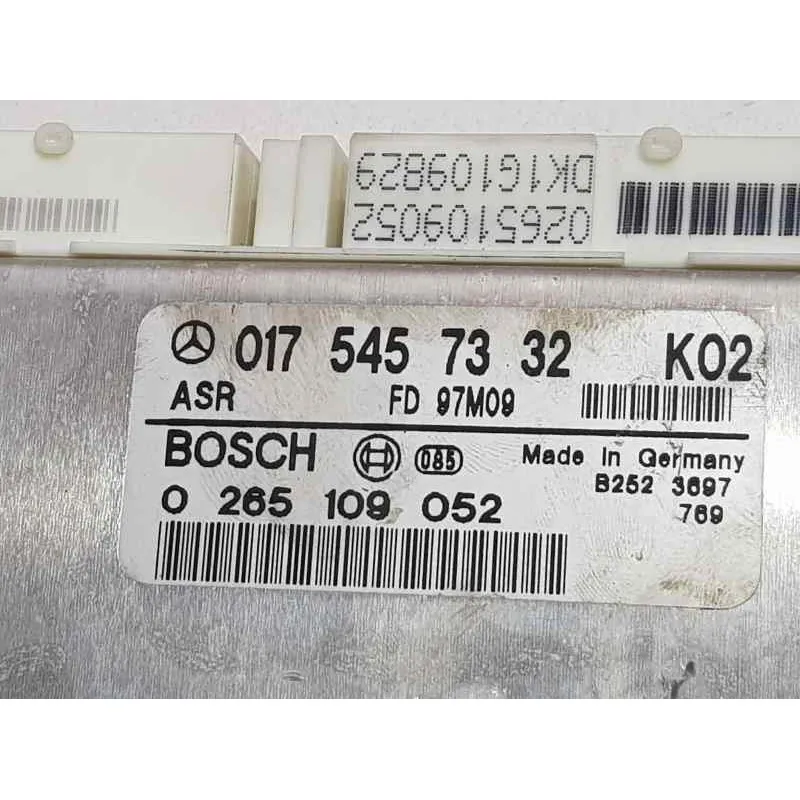 DK1G109829
0265109052
017 545 73 32 K02
ASR FD 97M09
BOSCH 085 Made in Germany
0 265 109 052 B252 3697
769